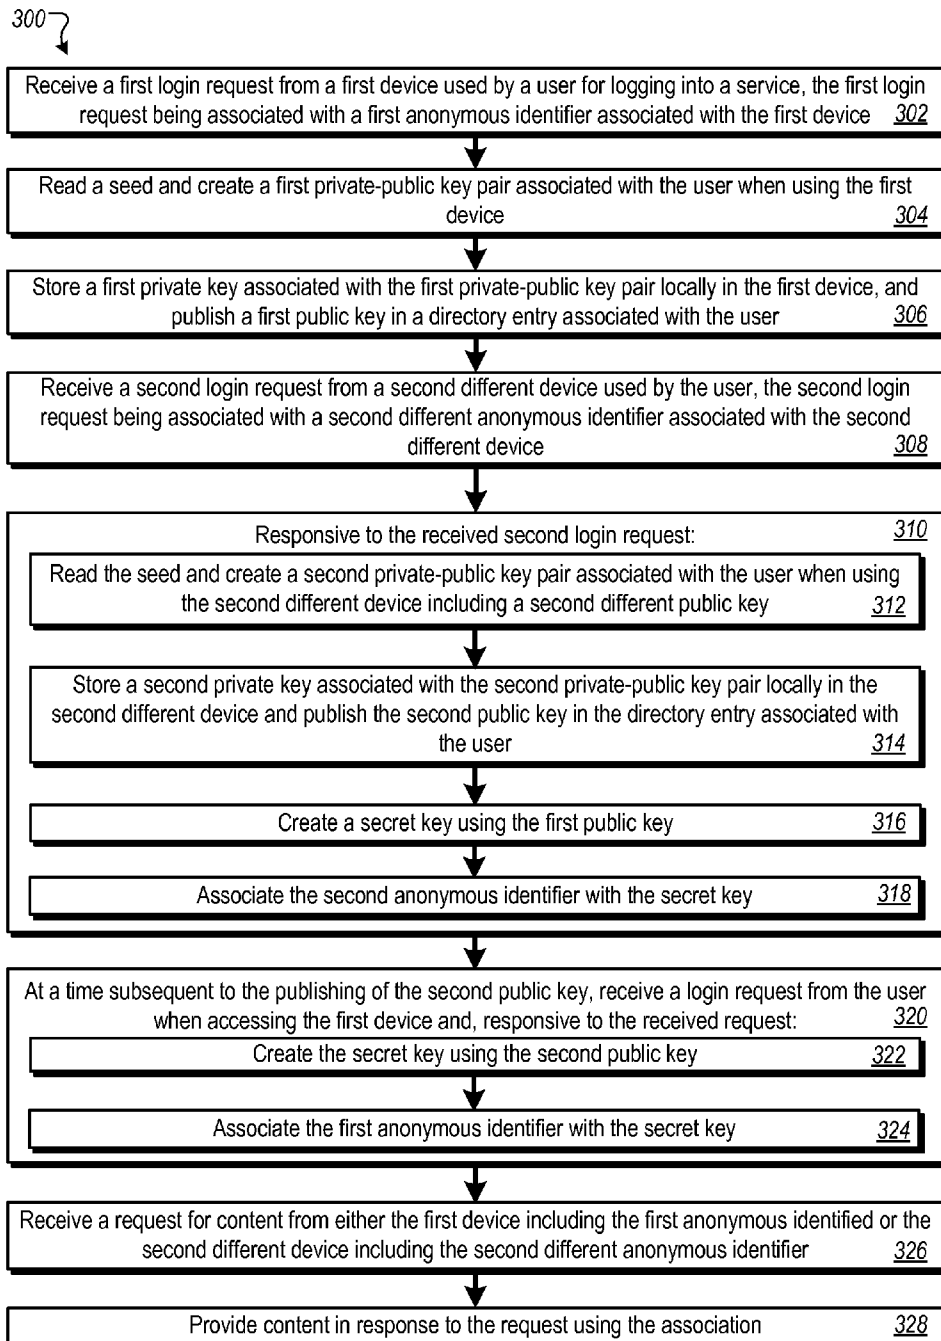 300
Receive a first login request from a first device used by a user for logging into a service, the first login
request being associated with a first anonymous identifier associated with the first device 302
Read a seed and create a first private-public key pair associated with the user when using the first
device 304
Store a first private key associated with the first private-public key pair locally in the first device, and
publish a first public key in a directory entry associated with the user 306
Receive a second login request from a second different device used by the user, the second login
request being associated with a second different anonymous identifier associated with the second
different device 308
Responsive to the received second login request: 310
Read the seed and create a second private-public key pair associated with the user when using
the second different device including a second different public key 312
Store a second private key associated with the second private-public key pair locally in the
second different device and publish the second public key in the directory entry associated with
the user 314
Create a secret key using the first public key 316
Associate the second anonymous identifier with the secret key 318
At a time subsequent to the publishing of the second public key, receive a login request from the user
when accessing the first device and, responsive to the received request: 320
Create the secret key using the second public key 322
Associate the first anonymous identifier with the secret key 324
Receive a request for content from either the first device including the first anonymous identified or the
second different device including the second different anonymous identifier 326
Provide content in response to the request using the association 328